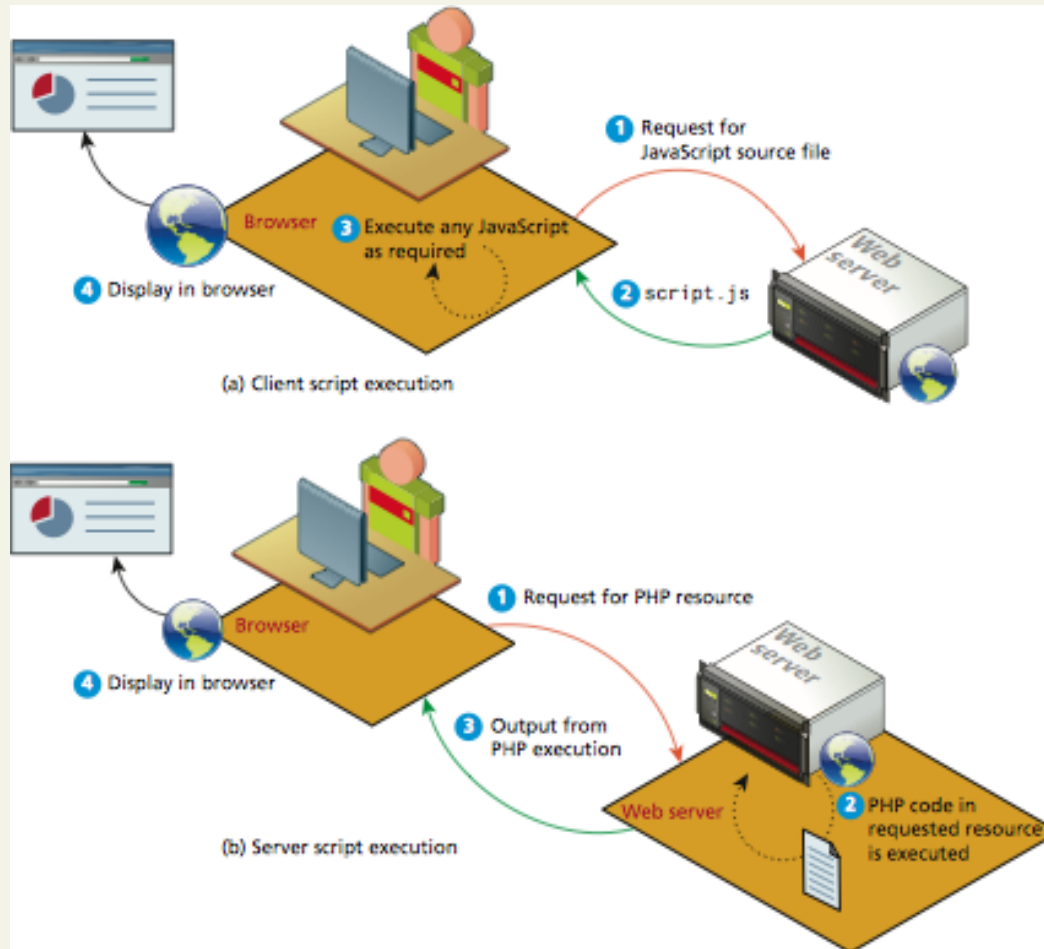 1 Request for
JavaScript source file
Web
server
Browser
3 Execute any JavaScript
as required
2 script.js
4 Display in browser
(a) Client script execution
1 Request for PHP resource
Web
server
Browser
4 Display in browser
3 Output from
PHP execution
Web server
2 PHP code in
requested resource
is executed
(b) Server script execution